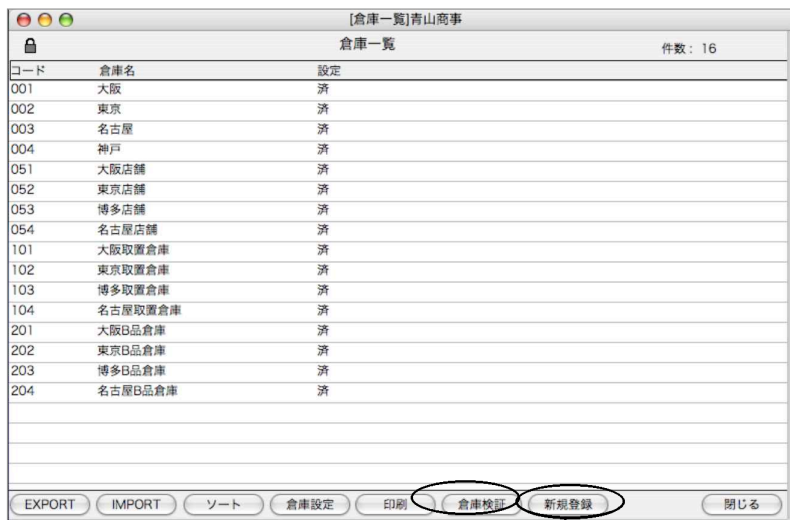 [倉庫一覧]青山商事
倉庫一覧 件数： 16
コード 倉庫名 設定
001 大阪 済
002 東京 済
003 名古屋 済
004 神戸 済
051 大阪店舗 済
052 東京店舗 済
053 博多店舗 済
054 名古屋店舗 済
101 大阪取置倉庫 済
102 東京取置倉庫 済
103 博多取置倉庫 済
104 名古屋取置倉庫 済
201 大阪B品倉庫 済
202 東京B品倉庫 済
203 博多B品倉庫 済
204 名古屋B品倉庫 済
EXPORT IMPORT ソート 倉庫設定 印刷 倉庫検証 新規登録 閉じる